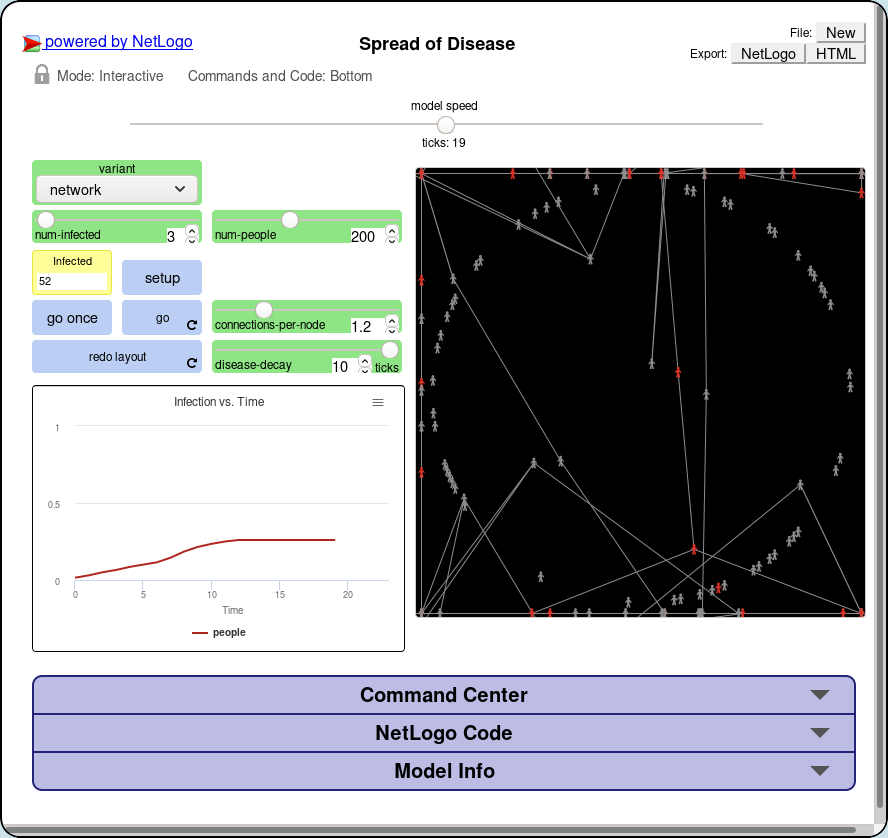 powered by NetLogo
Spread of Disease
File: New
Export: NetLogo HTML
Mode: Interactive Commands and Code: Bottom
model speed
ticks: 19
variant
network
num-infected 3
num-people 200
Infected
52
setup
go once
go
connections-per-node 1.2
redo layout
disease-decay 10 ticks
Infection vs. Time
1
0.5
0
0 5 10 15 20
Time
people
Command Center
NetLogo Code
Model Info